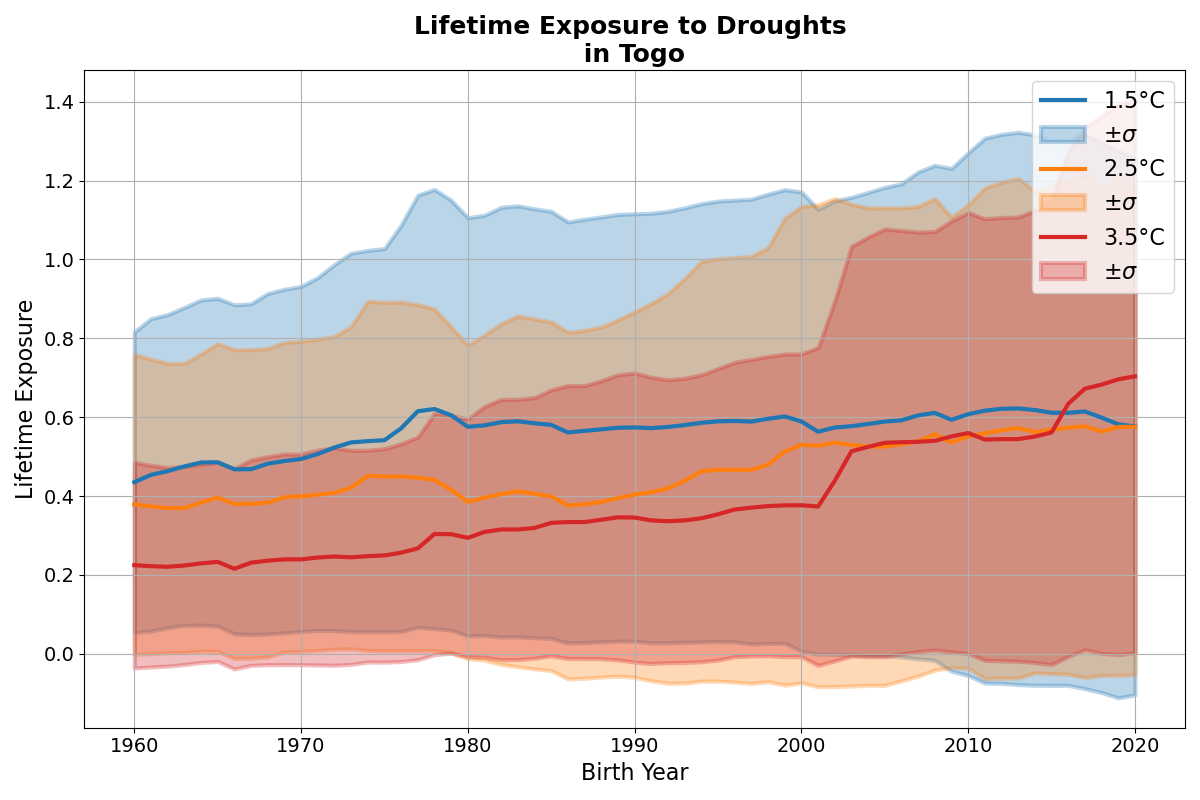 Lifetime Exposure to Droughts
in Togo
1.5°C
±σ
2.5°C
±σ
3.5°C
±σ
Lifetime Exposure
1.4
1.2
1.0
0.8
0.6
0.4
0.2
0.0
1960
1970
1980
1990
2000
2010
2020
Birth Year